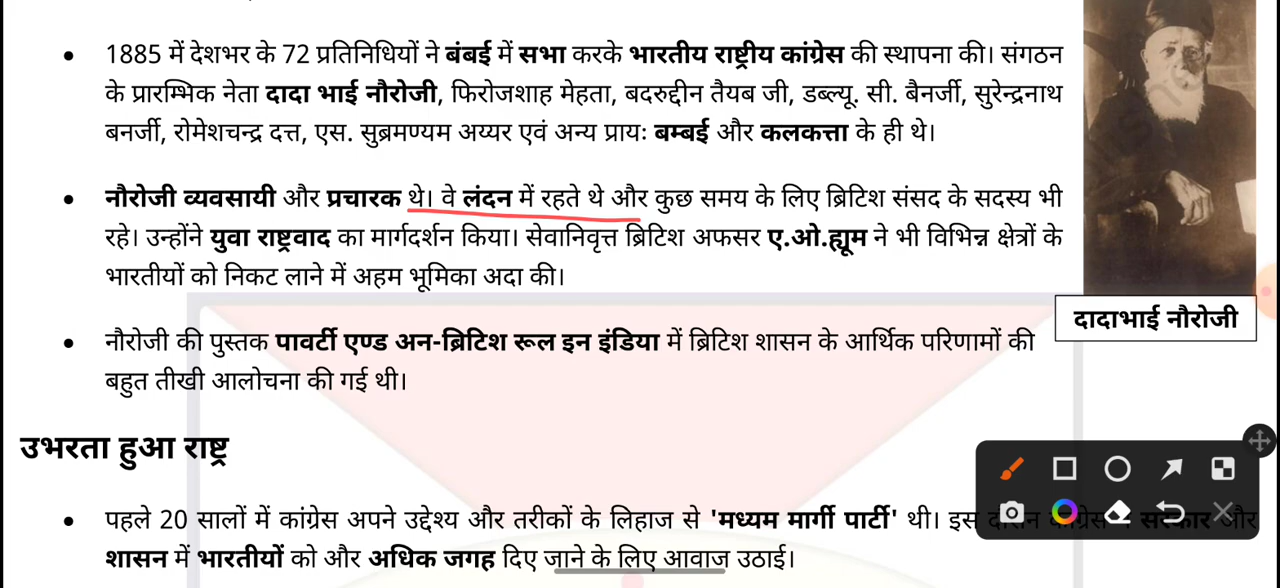 • 1885 में देशभर के 72 प्रतिनिधियों ने बंबई में सभा करके भारतीय राष्ट्रीय कांग्रेस की स्थापना की। संगठन
के प्रारम्भिक नेता दादा भाई नौरोजी, फिरोजशाह मेहता, बदरुद्दीन तैयब जी, डब्ल्यू. सी. बैनर्जी, सुरेन्द्रनाथ
बनर्जी, रोमेशचन्द्र दत्त, एस. सुब्रमण्यम अय्यर एवं अन्य प्रायः बम्बई और कलकत्ता के ही थे।
• नौरोजी व्यवसायी और प्रचारक थे। वे लंदन में रहते थे और कुछ समय के लिए ब्रिटिश संसद के सदस्य भी
रहे। उन्होंने युवा राष्ट्रवाद का मार्गदर्शन किया। सेवानिवृत्त ब्रिटिश अफसर ए.ओ.ह्यूम ने भी विभिन्न क्षेत्रों के
भारतीयों को निकट लाने में अहम भूमिका अदा की।
दादाभाई नौरोजी
• नौरोजी की पुस्तक पावर्टी एण्ड अन-ब्रिटिश रूल इन इंडिया में ब्रिटिश शासन के आर्थिक परिणामों की
बहुत तीखी आलोचना की गई थी।
उभरता हुआ राष्ट्र
• पहले 20 सालों में कांग्रेस अपने उद्देश्य और तरीकों के लिहाज से 'मध्यम मार्गी पार्टी' थी। इस दौरान कांग्रेस सरकार और
शासन में भारतीयों को और अधिक जगह दिए जाने के लिए आवाज उठाई।